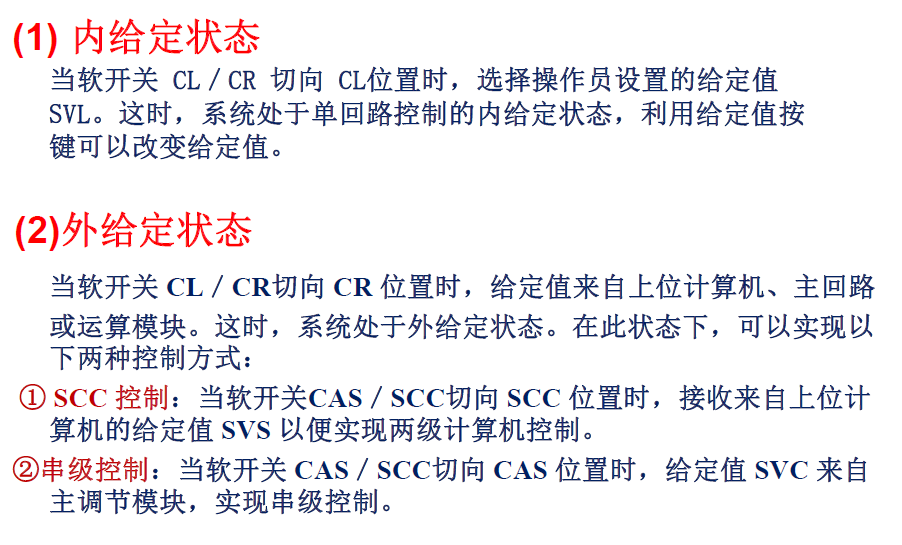 (1) 内给定状态
当软开关 CL／CR 切向 CL位置时，选择操作员设置的给定值
SVL。这时，系统处于单回路控制的内给定状态，利用给定值按
键可以改变给定值。
(2)外给定状态
当软开关 CL／CR切向 CR 位置时，给定值来自上位计算机、主回路
或运算模块。这时，系统处于外给定状态。在此状态下，可以实现以
下两种控制方式：
① SCC 控制：当软开关CAS／SCC切向 SCC 位置时，接收来自上位计
算机的给定值 SVS 以便实现两级计算机控制。
②串级控制：当软开关 CAS／SCC切向 CAS 位置时，给定值 SVC 来自
主调节模块，实现串级控制。